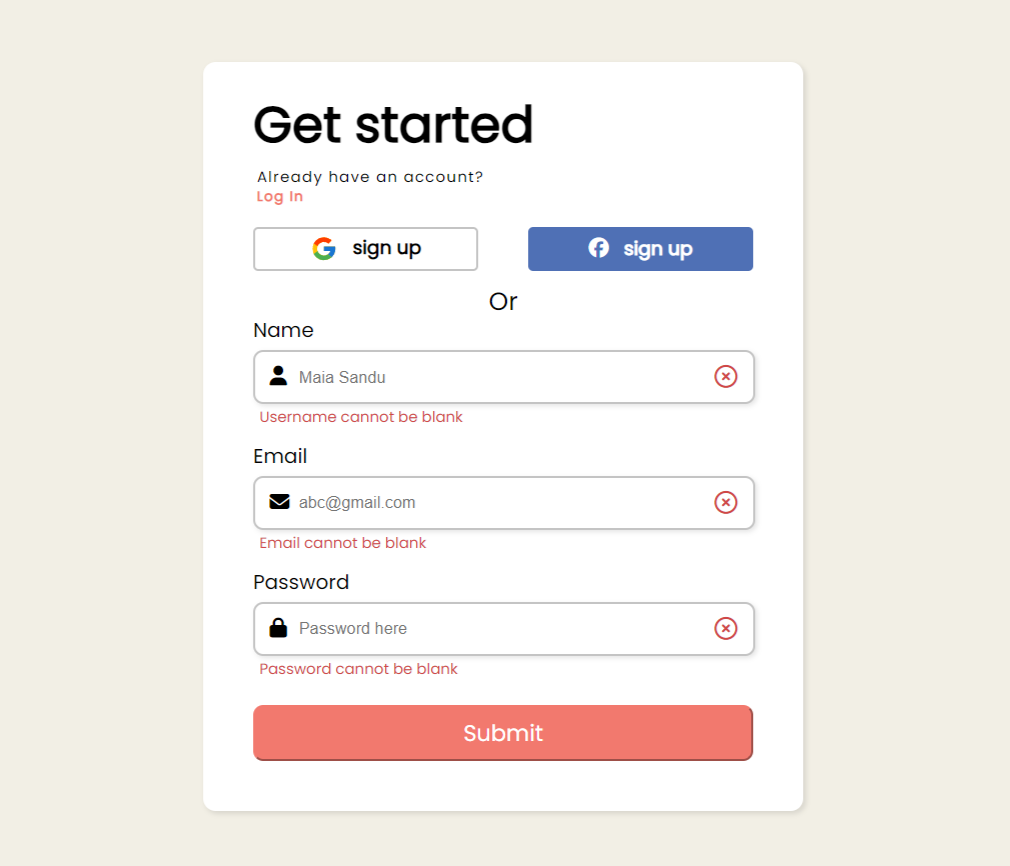 Get started
Already have an account?
Log In
sign up
sign up
Or
Name
Maia Sandu
Username cannot be blank
Email
abc@gmail.com
Email cannot be blank
Password
Password here
Password cannot be blank
Submit